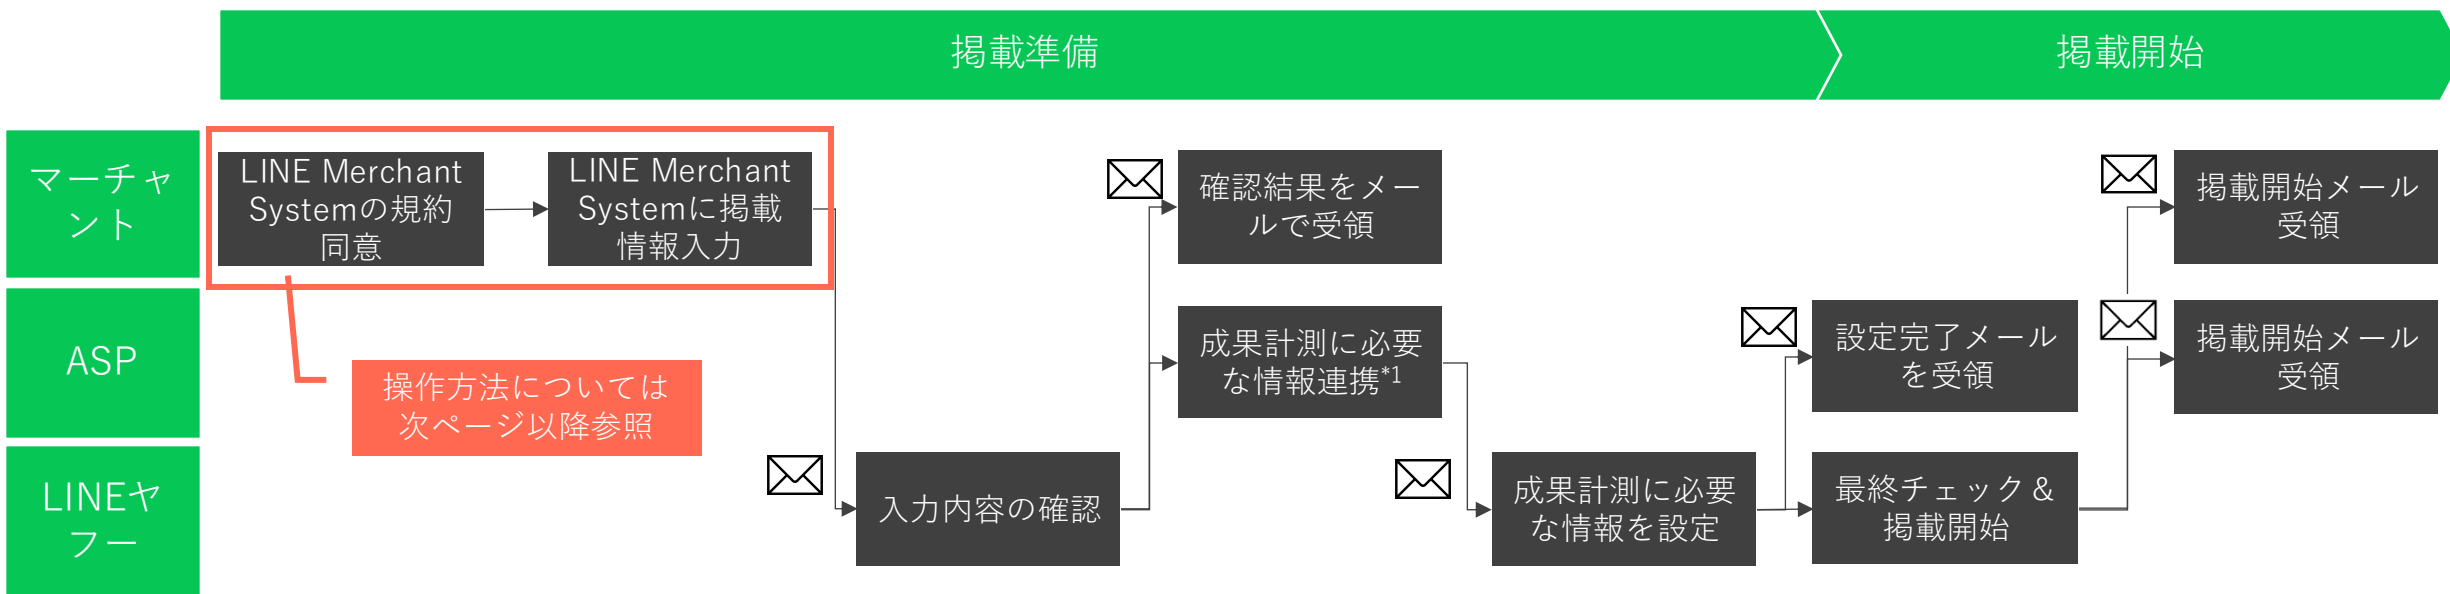 掲載準備
掲載開始
マーチャ
ント
LINE Merchant
Systemの規約
同意
LINE Merchant
Systemに掲載
情報入力
確認結果をメー
ルで受領
掲載開始メール
受領
ASP
操作方法については
次ページ以降参照
成果計測に必要
な情報連携*1
設定完了メール
を受領
掲載開始メール
受領
LINEヤ
フー
入力内容の確認
成果計測に必要
な情報を設定
最終チェック＆
掲載開始